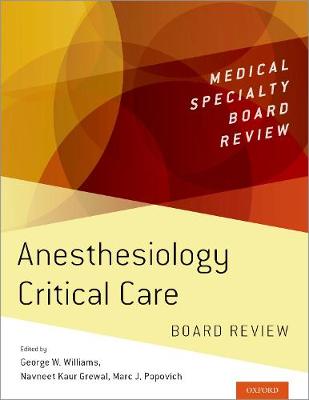 MEDICAL
SPECIALTY
BOARD
REVIEW
Anesthesiology
Critical Care
BOARD REVIEW
Edited by
George W. Williams,
Navneet Kaur Grewal, Marc J. Popovich
OXFORD